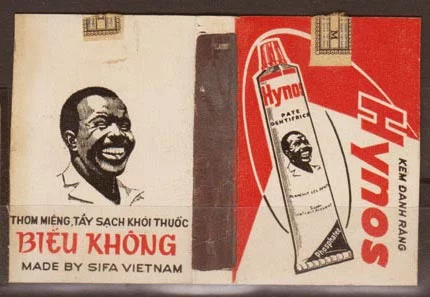 THƠM MIỆNG, TẨY SẠCH KHÓI THUỐC
BIẾU KHÔNG
MADE BY SIFA VIETNAM
M
M
Hynos
PATE
DENTIFRICE
Phosphatée
Hynos
KEM ĐÁNH RĂNG